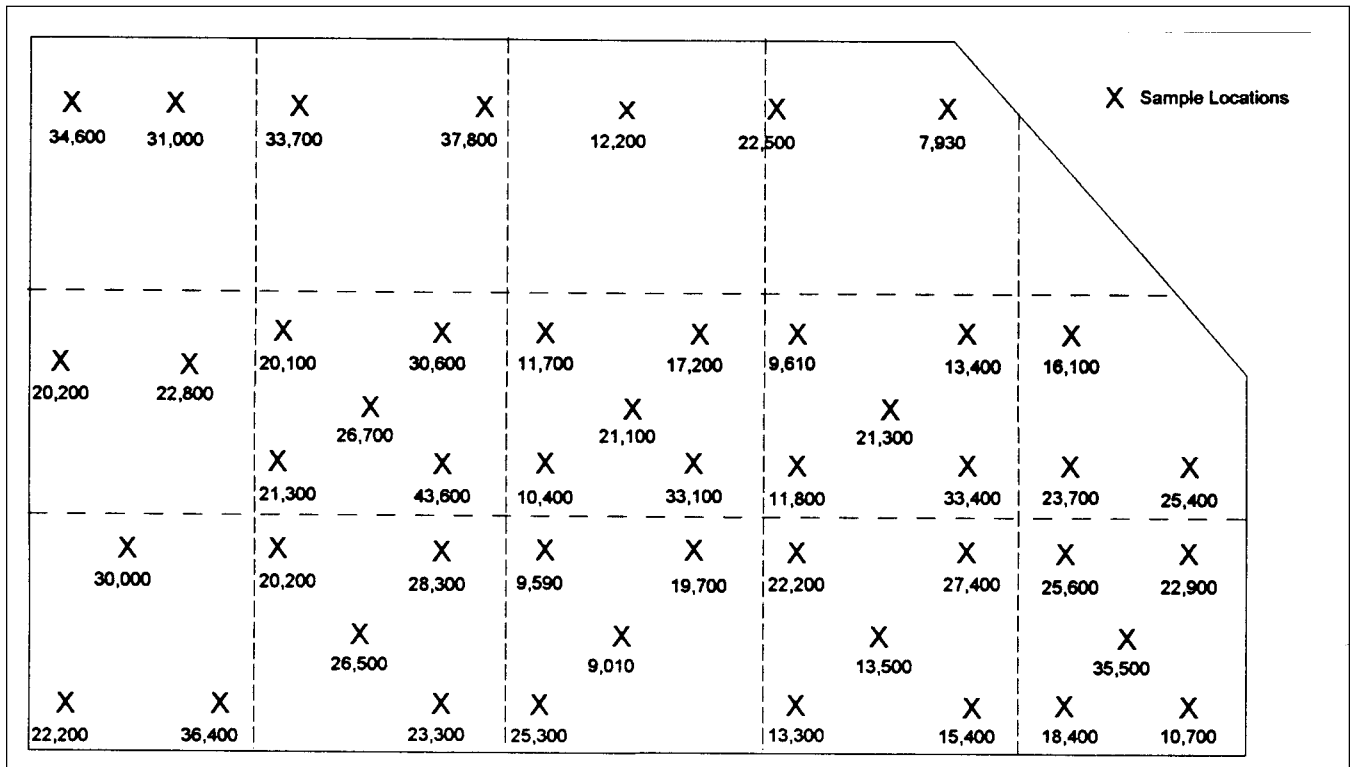 X Sample Locations
X X X X X X X
34,600 31,000 33,700 37,800 12,200 22,500 7,930
X X X X X X X
20,100 30,600 11,700 17,200 9,610 13,400 16,100
X X
20,200 22,800
X X X
26,700 21,100 21,300
X X X X X X X X
21,300 43,600 10,400 33,100 11,800 33,400 23,700 25,400
X X X X X X X X X
30,000 20,200 28,300 9,590 19,700 22,200 27,400 25,600 22,900
X X X X
26,500 9,010 13,500 35,500
X X X X X X X X
22,200 36,400 23,300 25,300 13,300 15,400 18,400 10,700